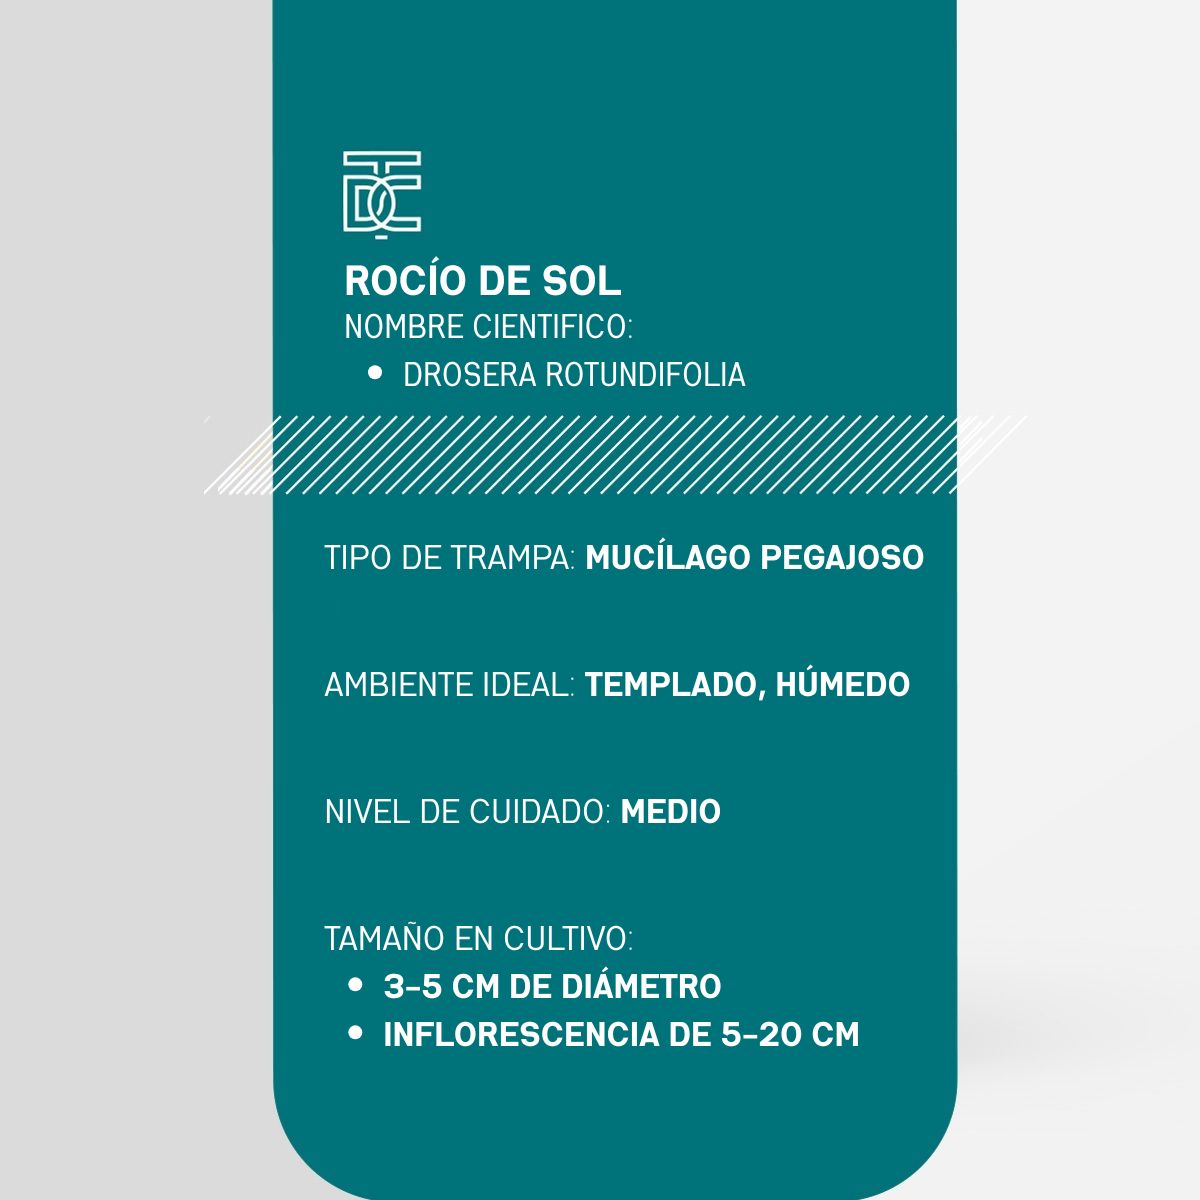 TDC
ROCÍO DE SOL
NOMBRE CIENTIFICO:
• DROSERA ROTUNDIFOLIA
TIPO DE TRAMPA: MUCÍLAGO PEGAJOSO
AMBIENTE IDEAL: TEMPLADO, HÚMEDO
NIVEL DE CUIDADO: MEDIO
TAMAÑO EN CULTIVO:
• 3-5 CM DE DIÁMETRO
• INFLORESCENCIA DE 5-20 CM